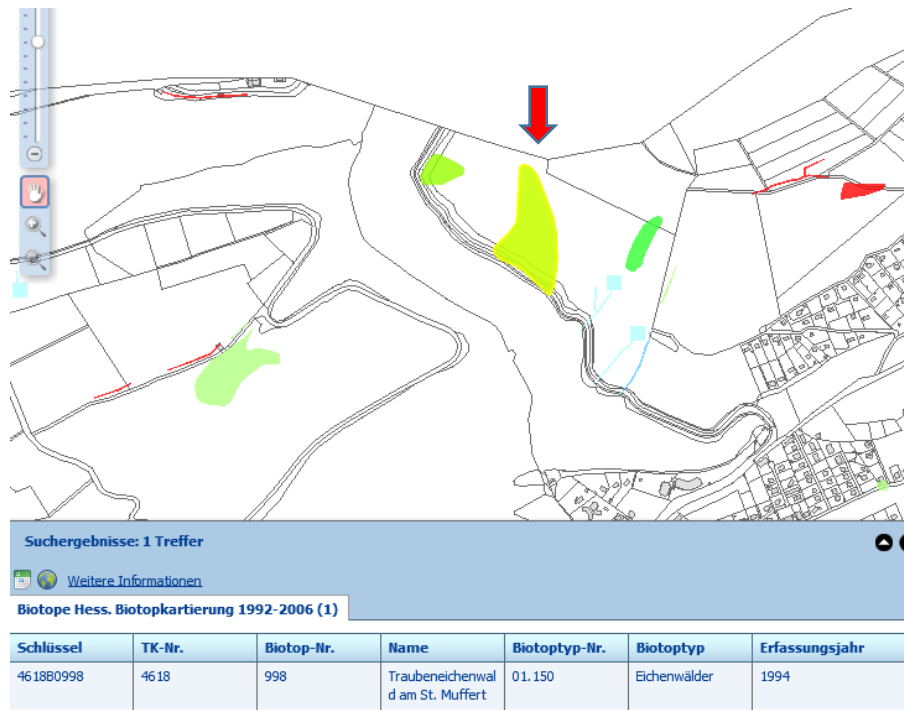 Suchergebnisse: 1 Treffer
Weitere Informationen
Biotope Hess. Biotopkartierung 1992-2006 (1)
Schlüssel TK-Nr. Biotop-Nr. Name Biotoptyp-Nr. Biotoptyp Erfassungsjahr
4618B0998 4618 998 Traubeneichenwal 01.150 Eichenwälder 1994
d am St. Muffert